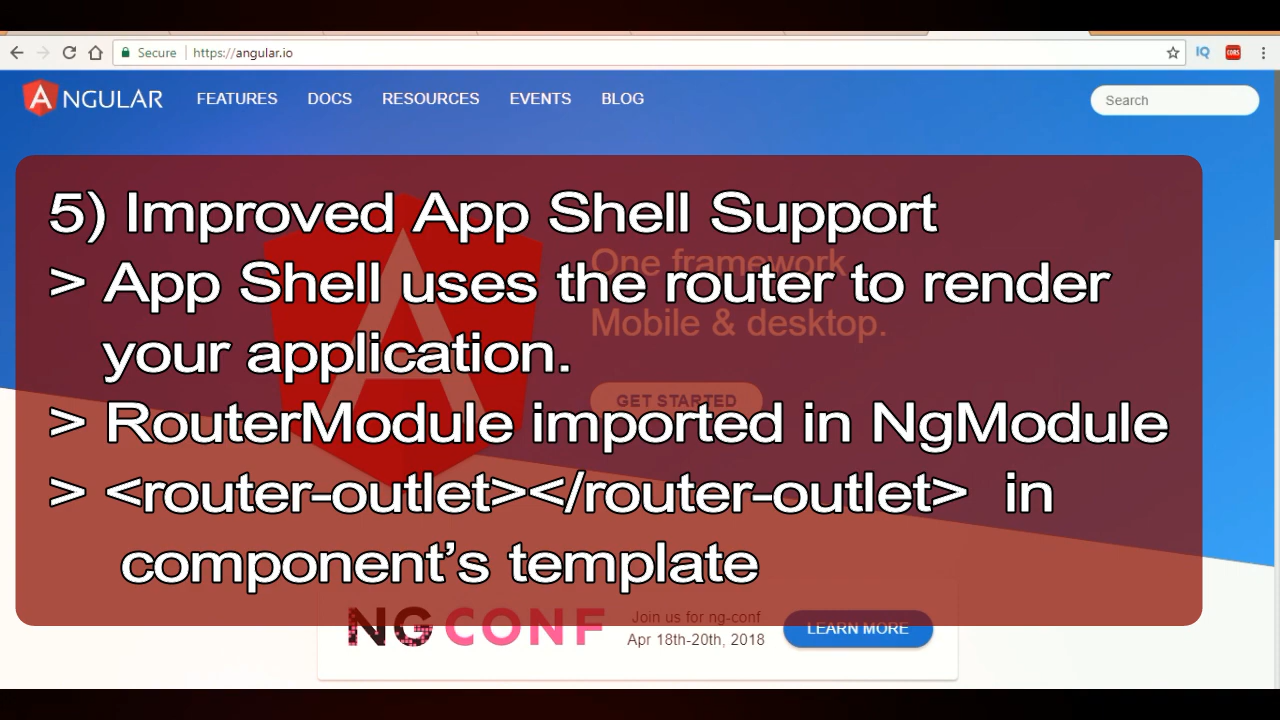 Secure https://angular.io
IQ
CORS
ANGULAR FEATURES DOCS RESOURCES EVENTS BLOG Search
5) Improved App Shell Support
> App Shell uses the router to render
your application.
> RouterModule imported in NgModule
> <router-outlet></router-outlet> in
component’s template
One framework.
Mobile & desktop.
GET STARTED
NG CONF
Join us for ng-conf
Apr 18th-20th, 2018
LEARN MORE